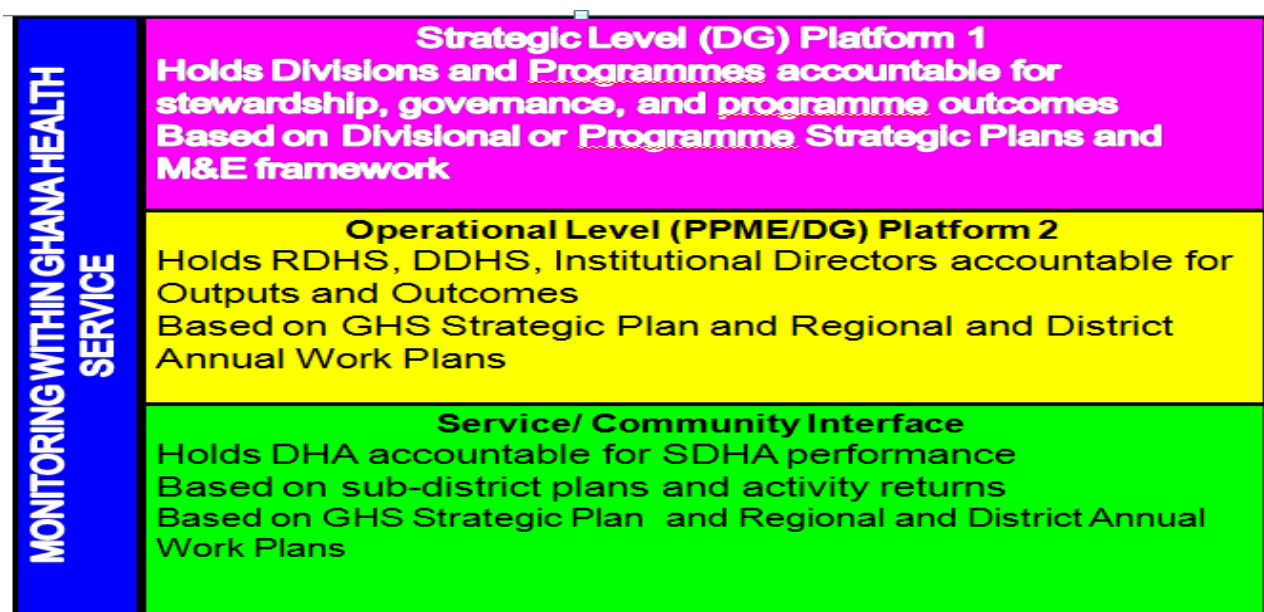 MONITORING WITHIN GHANA HEALTH
SERVICE
Strategic Level (DG) Platform 1
Holds Divisions and Programmes accountable for
stewardship, governance, and programme outcomes
Based on Divisional or Programme Strategic Plans and
M&E framework
Operational Level (PPME/DG) Platform 2
Holds RDHS, DDHS, Institutional Directors accountable for
Outputs and Outcomes
Based on GHS Strategic Plan and Regional and District
Annual Work Plans
Service/ Community Interface
Holds DHA accountable for SDHA performance
Based on sub-district plans and activity returns
Based on GHS Strategic Plan and Regional and District Annual
Work Plans